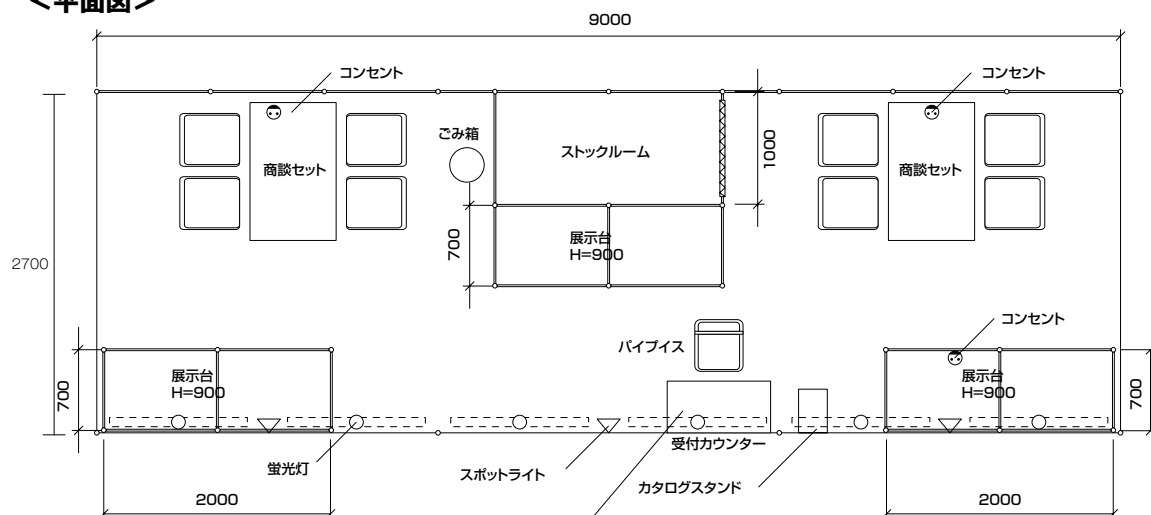 ＜平面図＞
9000
コンセント
コンセント
ごみ箱
商談セット
ストックルーム
1000
商談セット
700
展示台
H=900
2700
コンセント
パイプイス
700
展示台
H=900
展示台
H=900
700
受付カウンター
蛍光灯
スポットライト
カタログスタンド
2000
2000